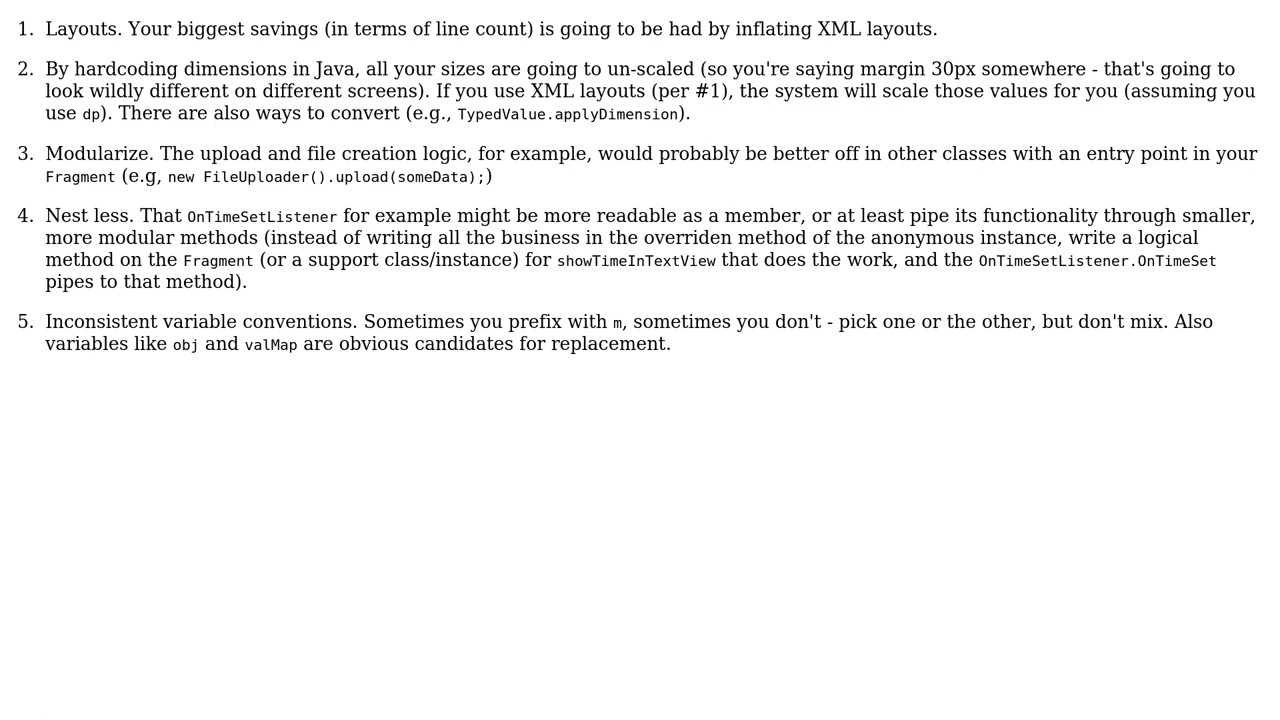 1. Layouts. Your biggest savings (in terms of line count) is going to be had by inflating XML layouts.
2. By hardcoding dimensions in Java, all your sizes are going to un-scaled (so you're saying margin 30px somewhere - that's going to
look wildly different on different screens). If you use XML layouts (per #1), the system will scale those values for you (assuming you
use dp). There are also ways to convert (e.g., TypedValue.applyDimension).
3. Modularize. The upload and file creation logic, for example, would probably be better off in other classes with an entry point in your
Fragment (e.g, new FileUploader().upload(someData);)
4. Nest less. That OnTimeSetListener for example might be more readable as a member, or at least pipe its functionality through smaller,
more modular methods (instead of writing all the business in the overriden method of the anonymous instance, write a logical
method on the Fragment (or a support class/instance) for showTimeInTextView that does the work, and the OnTimeSetListener.OnTimeSet
pipes to that method).
5. Inconsistent variable conventions. Sometimes you prefix with m, sometimes you don't - pick one or the other, but don't mix. Also
variables like obj and valMap are obvious candidates for replacement.